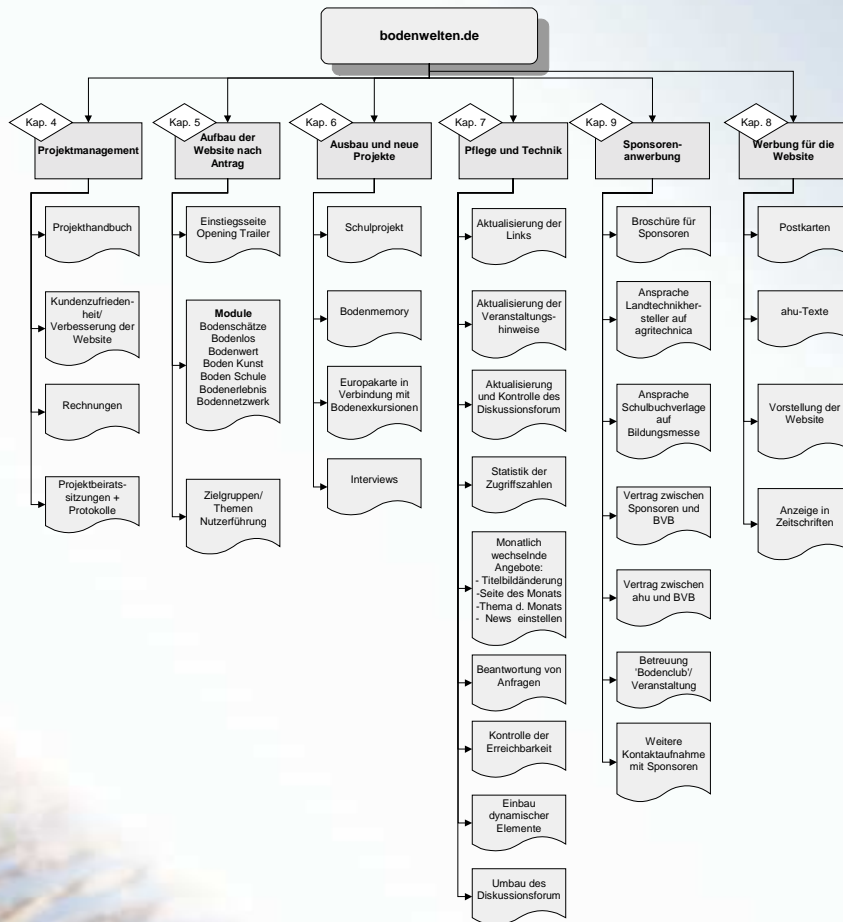 bodenwelten.de
Kap. 4
Projektmanagement
Projekthandbuch
Kundenzufrieden-
heit/
Verbesserung der
Website
Rechnungen
Projektbeirats-
sitzungen +
Protokolle
Kap. 5
Aufbau der
Website nach
Antrag
Einstiegsseite
Opening Trailer
Module
Bodenschätze
Bodenlos
Bodenwert
Boden Kunst
Boden Schule
Bodenerlebnis
Bodennetzwerk
Zielgruppen/
Themen
Nutzerführung
Kap. 6
Ausbau und neue
Projekte
Schulprojekt
Bodenmemory
Europakarte in
Verbindung mit
Bodenexkursionen
Interviews
Kap. 7
Pflege und Technik
Aktualisierung der
Links
Aktualisierung der
Veranstaltungs-
hinweise
Aktualisierung
und Kontrolle des
Diskussionsforum
Statistik der
Zugriffszahlen
Monatlich
wechselnde
Angebote:
- Titelbildänderung
-Seite des Monats
-Thema d. Monats
- News einstellen
Beantwortung von
Anfragen
Kontrolle der
Erreichbarkeit
Einbau
dynamischer
Elemente
Umbau des
Diskussionsforum
Kap. 9
Sponsoren-
anwerbung
Broschüre für
Sponsoren
Ansprache
Landtechnikher-
steller auf
agritechnica
Ansprache
Schulbuchverlage
auf
Bildungsmesse
Vertrag zwischen
Sponsoren und
BVB
Vertrag zwischen
ahu und BVB
Betreuung
'Bodenclub'/
Veranstaltung
Weitere
Kontaktaufnahme
mit Sponsoren
Kap. 8
Werbung für die
Website
Postkarten
ahu-Texte
Vorstellung der
Website
Anzeige in
Zeitschriften